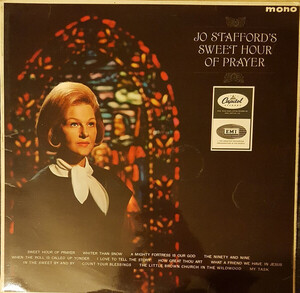 mono
JO STAFFORD'S
SWEET HOUR
OF PRAYER
Capitol
EMI
SWEET HOUR OF PRAYER WHITER THAN SNOW A MIGHTY FORTRESS IS OUR GOD THE NINETY AND NINE
WHEN THE ROLL IS CALLED UP YONDER I LOVE TO TELL THE STORY HOW GREAT THOU ART WHAT A FRIEND WE HAVE IN JESUS
IN THE SWEET BY AND BY COUNT YOUR BLESSINGS THE LITTLE BROWN CHURCH IN THE WILDWOOD MY TASK